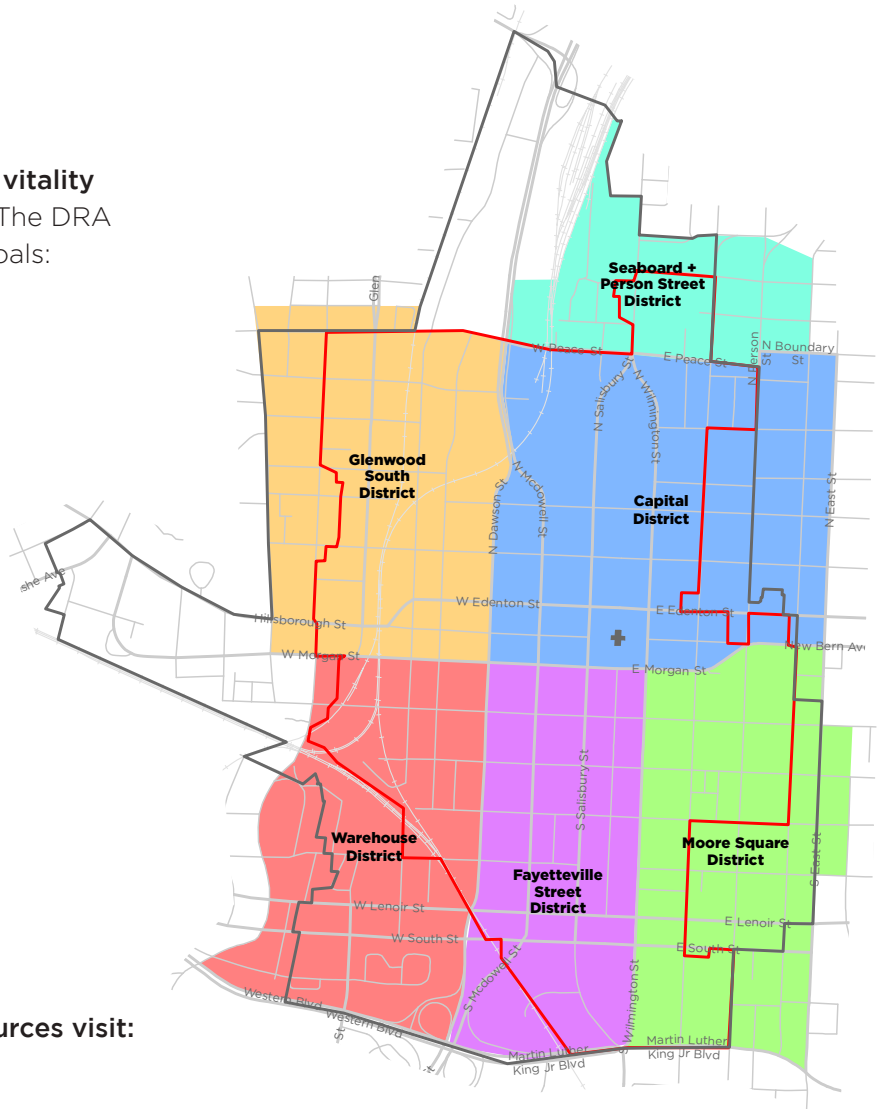 vitality
The DRA
oals:
urces visit:
Glen
Seaboard +
Person Street
District
W Peace St
E Peace St
N Person
St
N Boundary
St
N Salisbury St
N Wilmington St
Glenwood
South
District
N Dawson St
N Mcdowell St
Capital
District
N East St
she Ave
Hillsborough St
W Edenton St
E Edenton St
New Bern Av
W Morgan St
E Morgan St
S Salisbury St
Warehouse
District
Fayetteville
Street
District
Moore Square
District
S East St
W Lenoir St
E Lenoir St
W South St
E South St
S Mcdowell St
S Wilmington St
Western Blvd
Western Blvd
St
Martin Luther
King Jr Blvd
Martin Luther
King Jr Blvd